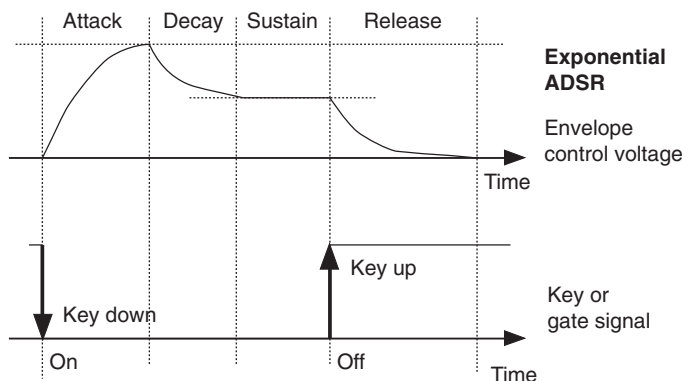 Attack Decay Sustain Release
Exponential
ADSR
Envelope
control voltage
Time
Key up
Key down
Key or
gate signal
On Off
Time